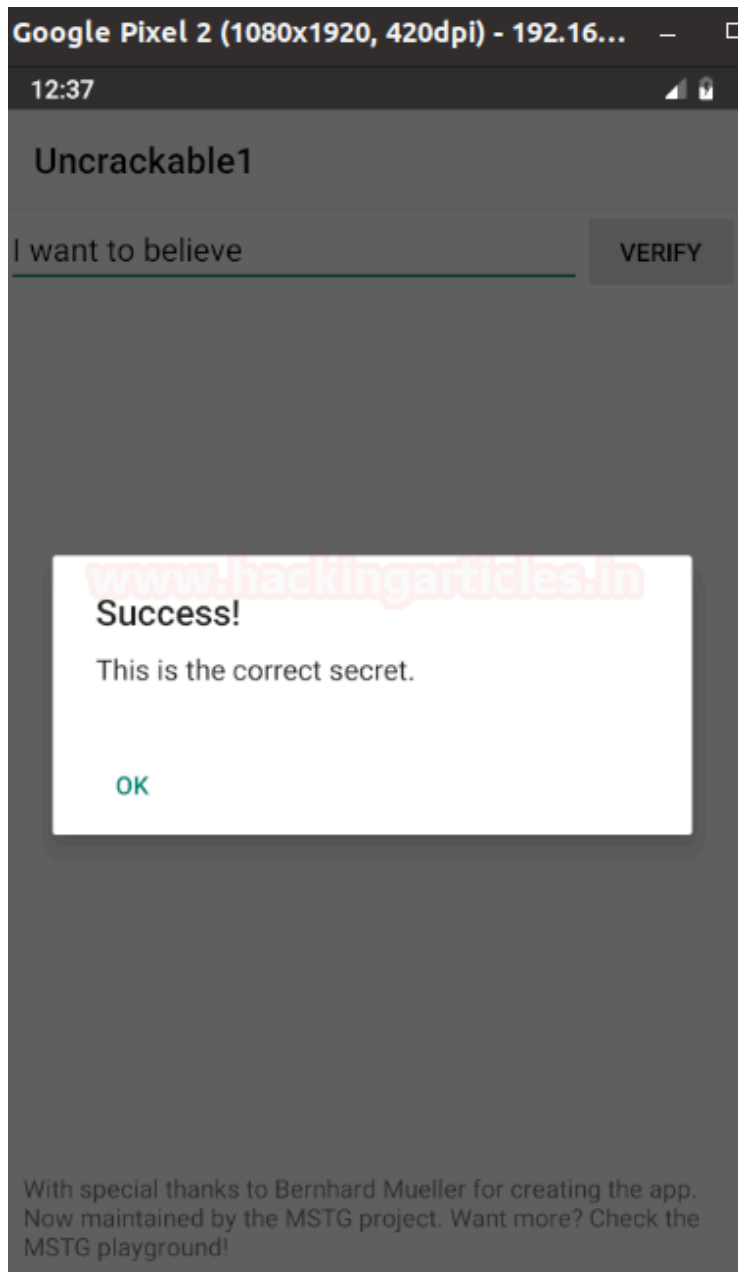 Google Pixel 2 (1080x1920, 420dpi) - 192.16...
12:37
Uncrackable1
I want to believe
VERIFY
www.hackingarticles.in
Success!
This is the correct secret.
OK
With special thanks to Bernhard Mueller for creating the app.
Now maintained by the MSTG project. Want more? Check the
MSTG playground!